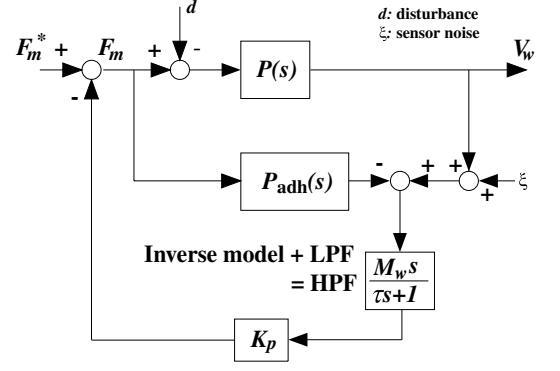 d
d: disturbance
ξ: sensor noise
F_m^* + F_m + - P(s) V_w
-
P_adh(s) - + + + ξ
Inverse model + LPF
= HPF
M_w s
τs+1
K_p